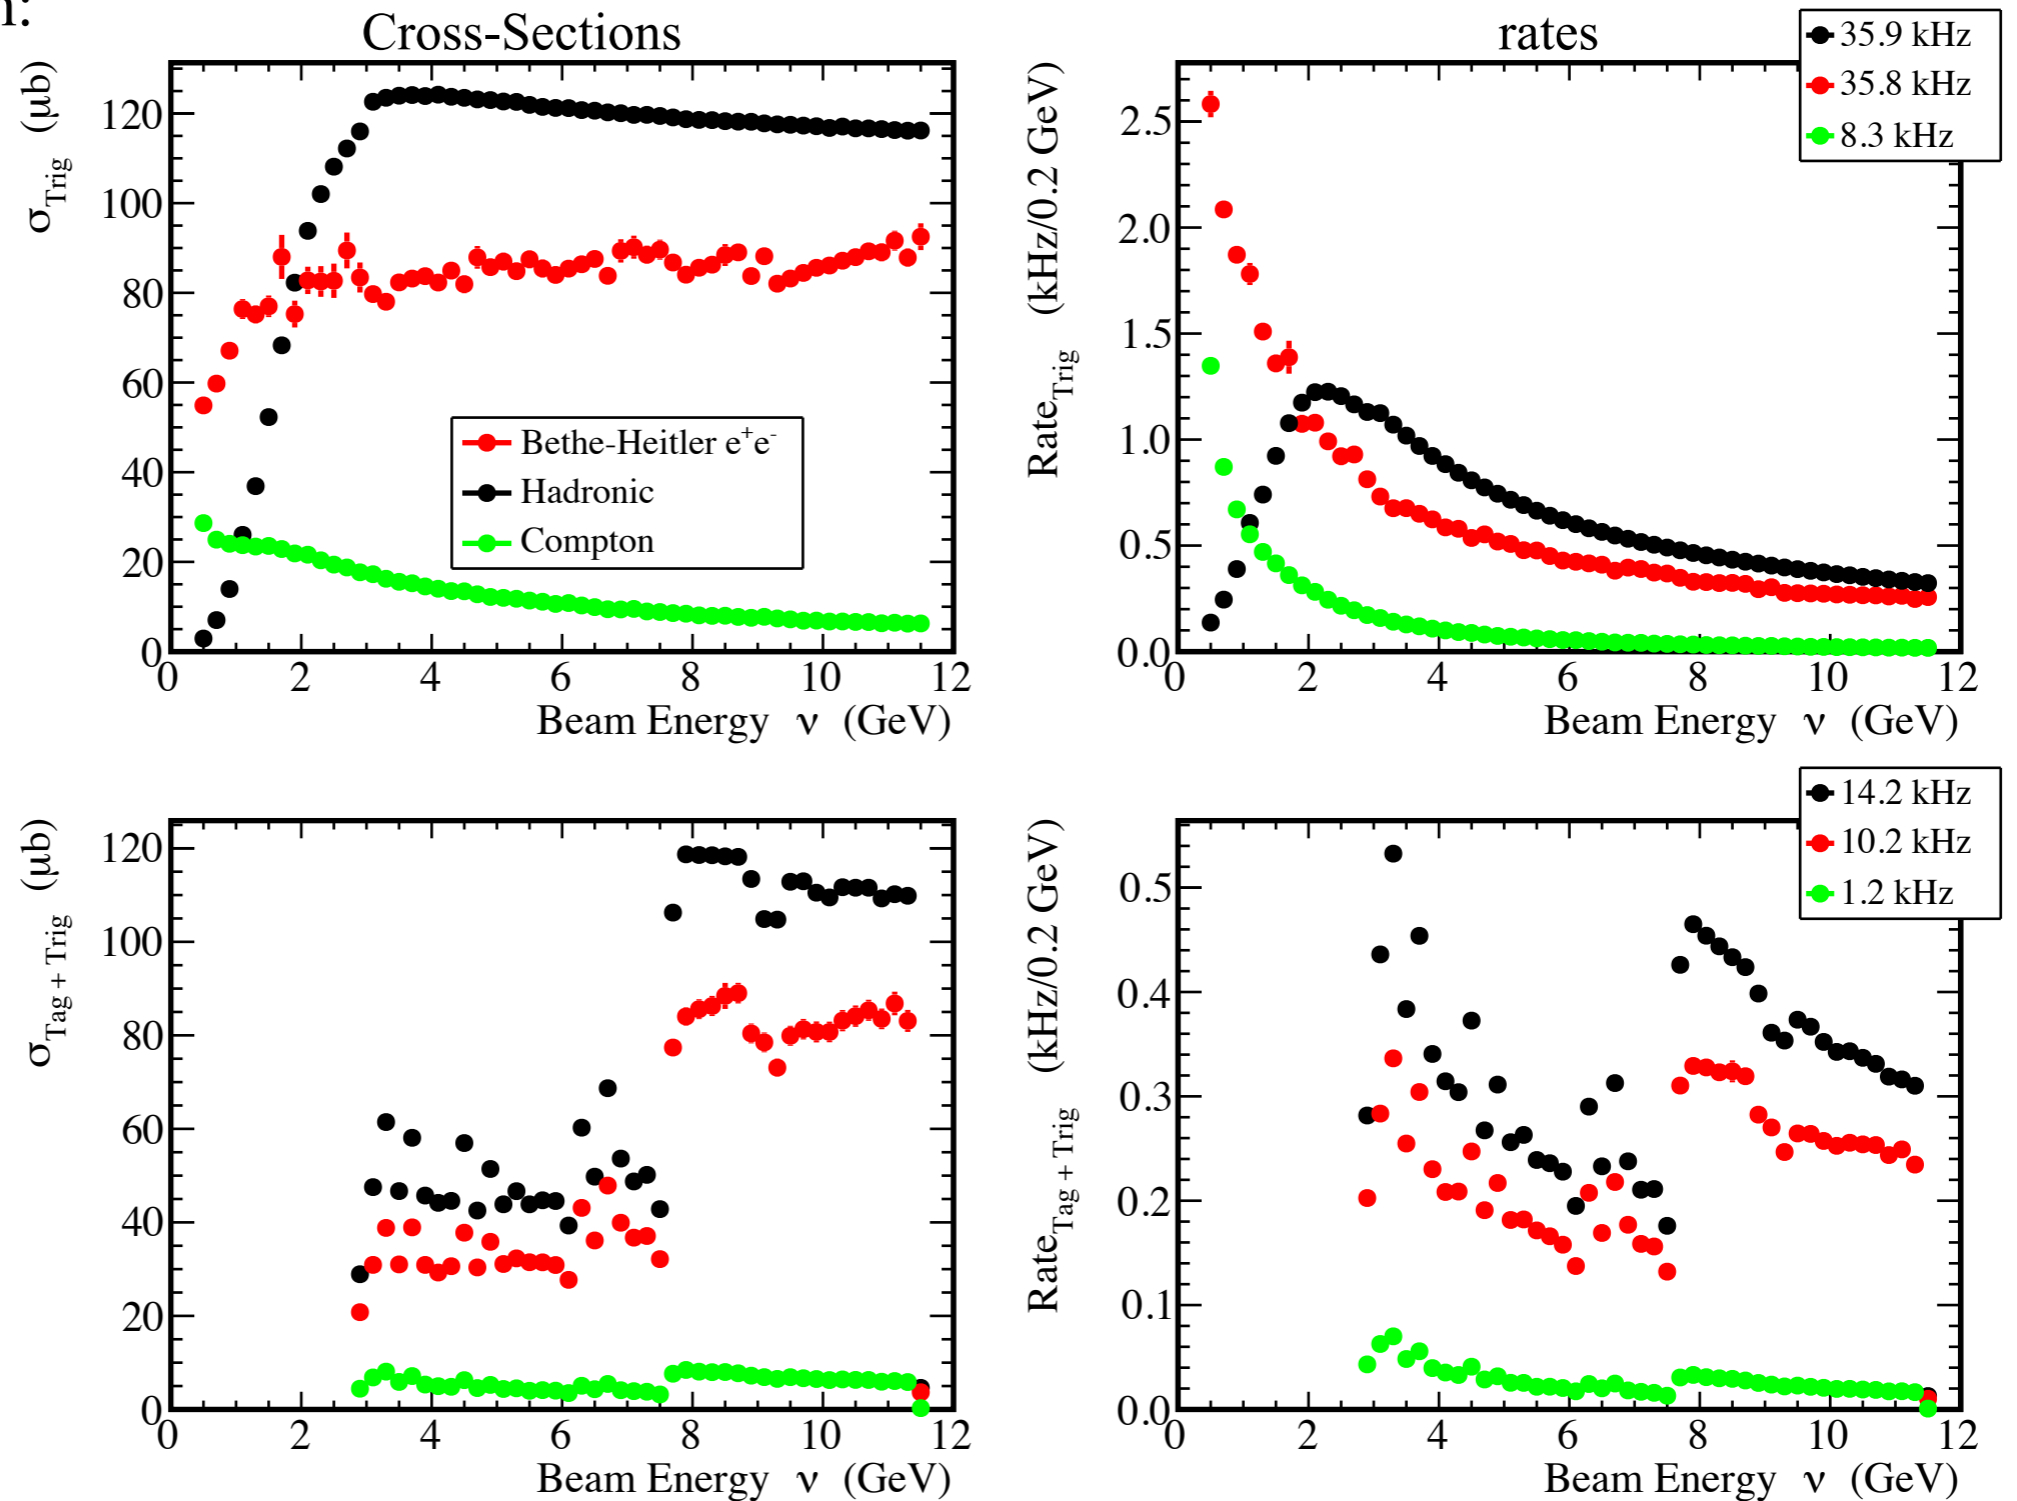 n:
Cross-Sections
σTrig (μb)
120
100
80
60
40
20
0
Bethe-Heitler e+e-
Hadronic
Compton
0 2 4 6 8 10 12
Beam Energy ν (GeV)
rates
35.9 kHz
35.8 kHz
8.3 kHz
RateTrig (kHz/0.2 GeV)
2.5
2.0
1.5
1.0
0.5
0.0
0 2 4 6 8 10 12
Beam Energy ν (GeV)
σTag + Trig (μb)
120
100
80
60
40
20
0
0 2 4 6 8 10 12
Beam Energy ν (GeV)
14.2 kHz
10.2 kHz
1.2 kHz
RateTag + Trig (kHz/0.2 GeV)
0.5
0.4
0.3
0.2
0.1
0.0
0 2 4 6 8 10 12
Beam Energy ν (GeV)